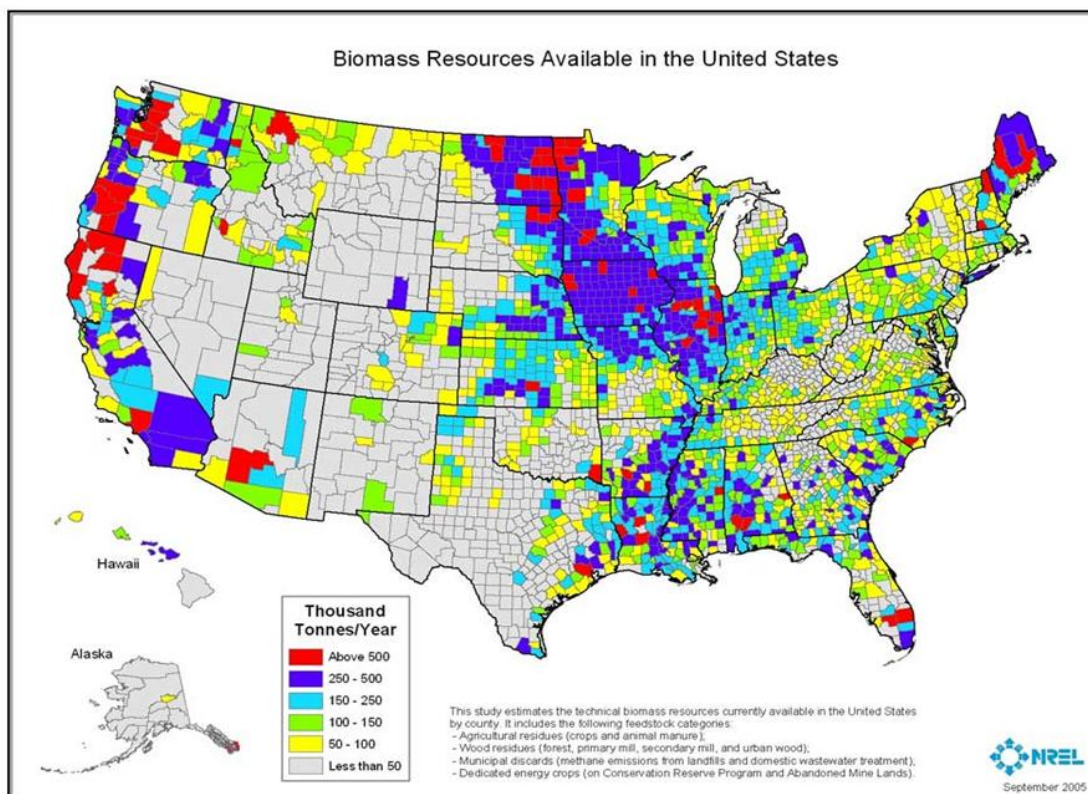 Biomass Resources Available in the United States
Hawaii
Alaska
Thousand
Tonnes/Year
Above 500
250 - 500
150 - 250
100 - 150
50 - 100
Less than 50
This study estimates the technical biomass resources currently available in the United States
by county. It includes the following feedstock categories:
- Agricultural residues (crops and animal manure);
- Wood residues (forest, primary mill, secondary mill, and urban wood);
- Municipal discards (methane emissions from landfills and domestic wastewater treatment);
- Dedicated energy crops (on Conservation Reserve Program and Abandoned Mine Lands).
NREL
September 2005